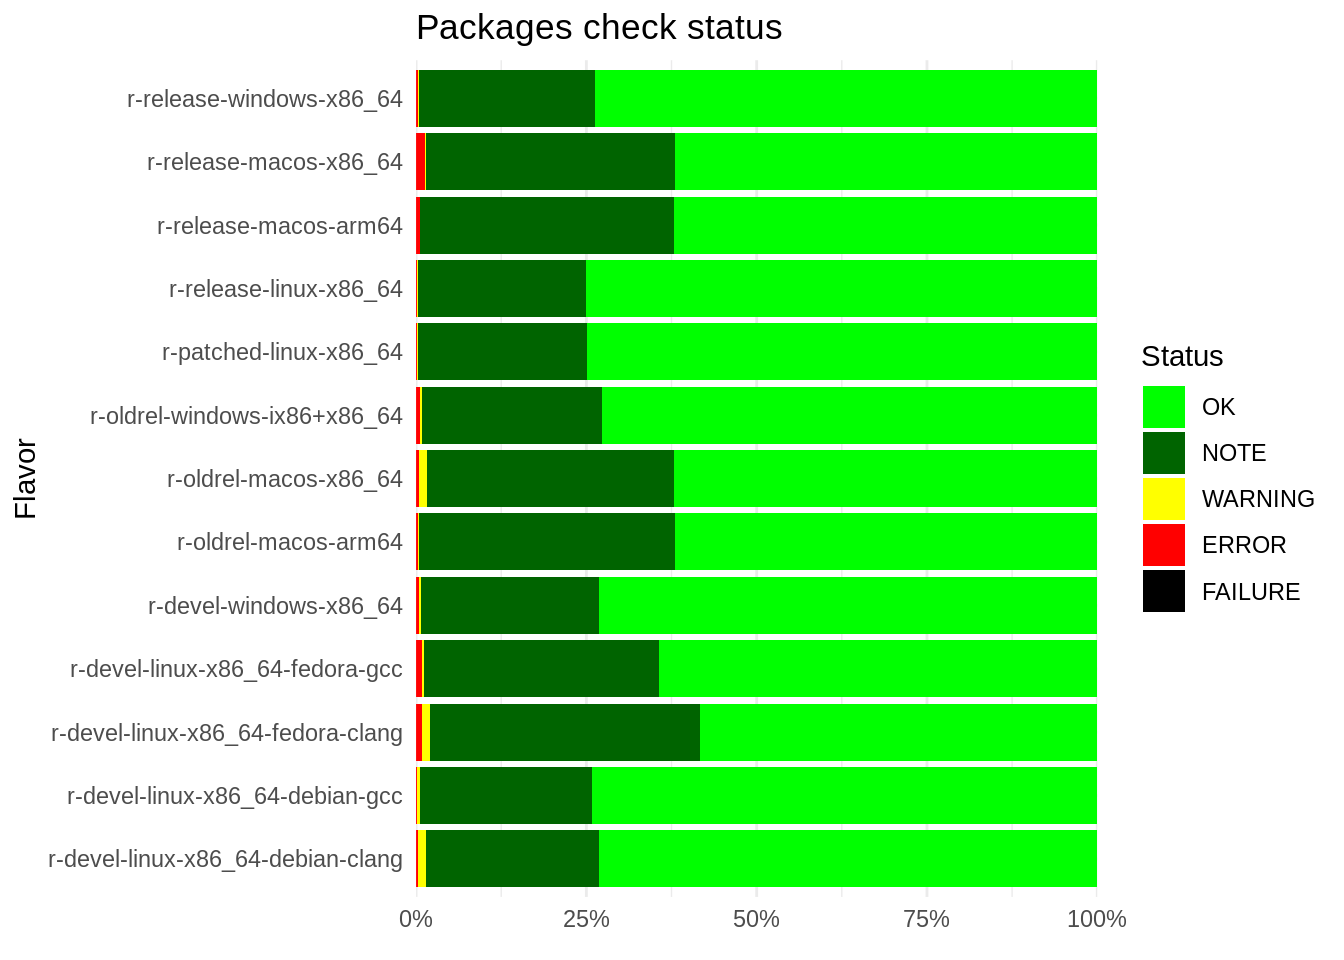 Packages check status
Flavor
r-release-windows-x86_64
r-release-macos-x86_64
r-release-macos-arm64
r-release-linux-x86_64
r-patched-linux-x86_64
r-oldrel-windows-ix86+x86_64
r-oldrel-macos-x86_64
r-oldrel-macos-arm64
r-devel-windows-x86_64
r-devel-linux-x86_64-fedora-gcc
r-devel-linux-x86_64-fedora-clang
r-devel-linux-x86_64-debian-gcc
r-devel-linux-x86_64-debian-clang
0% 25% 50% 75% 100%
Status
OK
NOTE
WARNING
ERROR
FAILURE